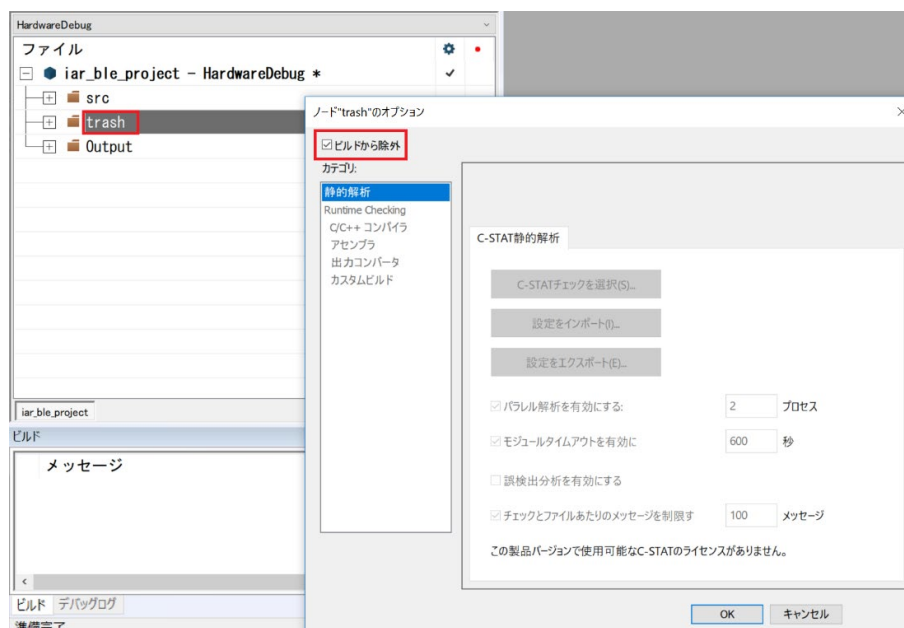 HardwareDebug
ファイル
iar_ble_project - HardwareDebug *
src
trash
Output
iar_ble_project
ビルド
メッセージ
ビルド デバッグログ
準備完了
ノード"trash"のオプション
ビルドから除外
カテゴリ:
静的解析
Runtime Checking
C/C++ コンパイラ
アセンブラ
出力コンバータ
カスタムビルド
C-STAT静的解析
C-STATチェックを選択(S)...
設定をインポート(I)...
設定をエクスポート(E)...
パラレル解析を有効にする: 2 プロセス
モジュールタイムアウトを有効に 600 秒
誤検出分析を有効にする
チェックとファイルあたりのメッセージを制限す 100 メッセージ
この製品バージョンで使用可能なC-STATのライセンスがありません。
OK キャンセル